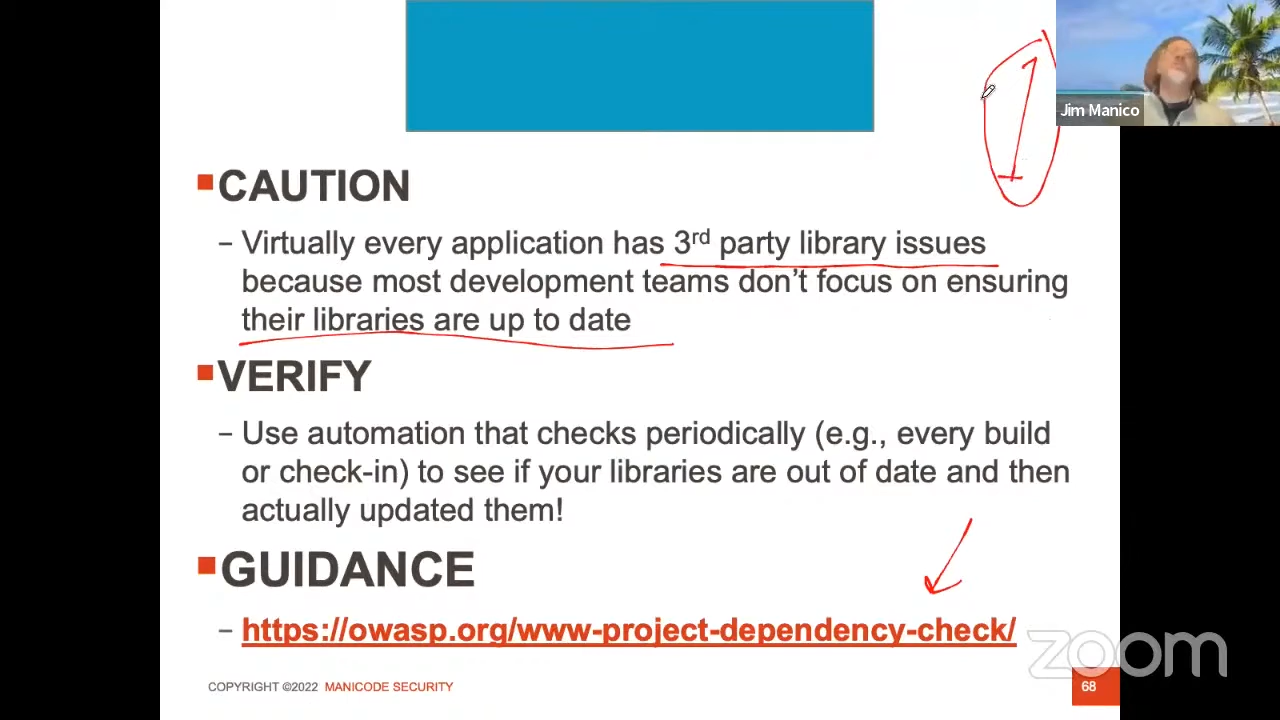 1
Jim Manico
CAUTION
– Virtually every application has 3rd party library issues
because most development teams don’t focus on ensuring
their libraries are up to date
VERIFY
– Use automation that checks periodically (e.g., every build
or check-in) to see if your libraries are out of date and then
actually updated them!
GUIDANCE
– https://owasp.org/www-project-dependency-check/
zoom
COPYRIGHT ©2022 MANICODE SECURITY
68